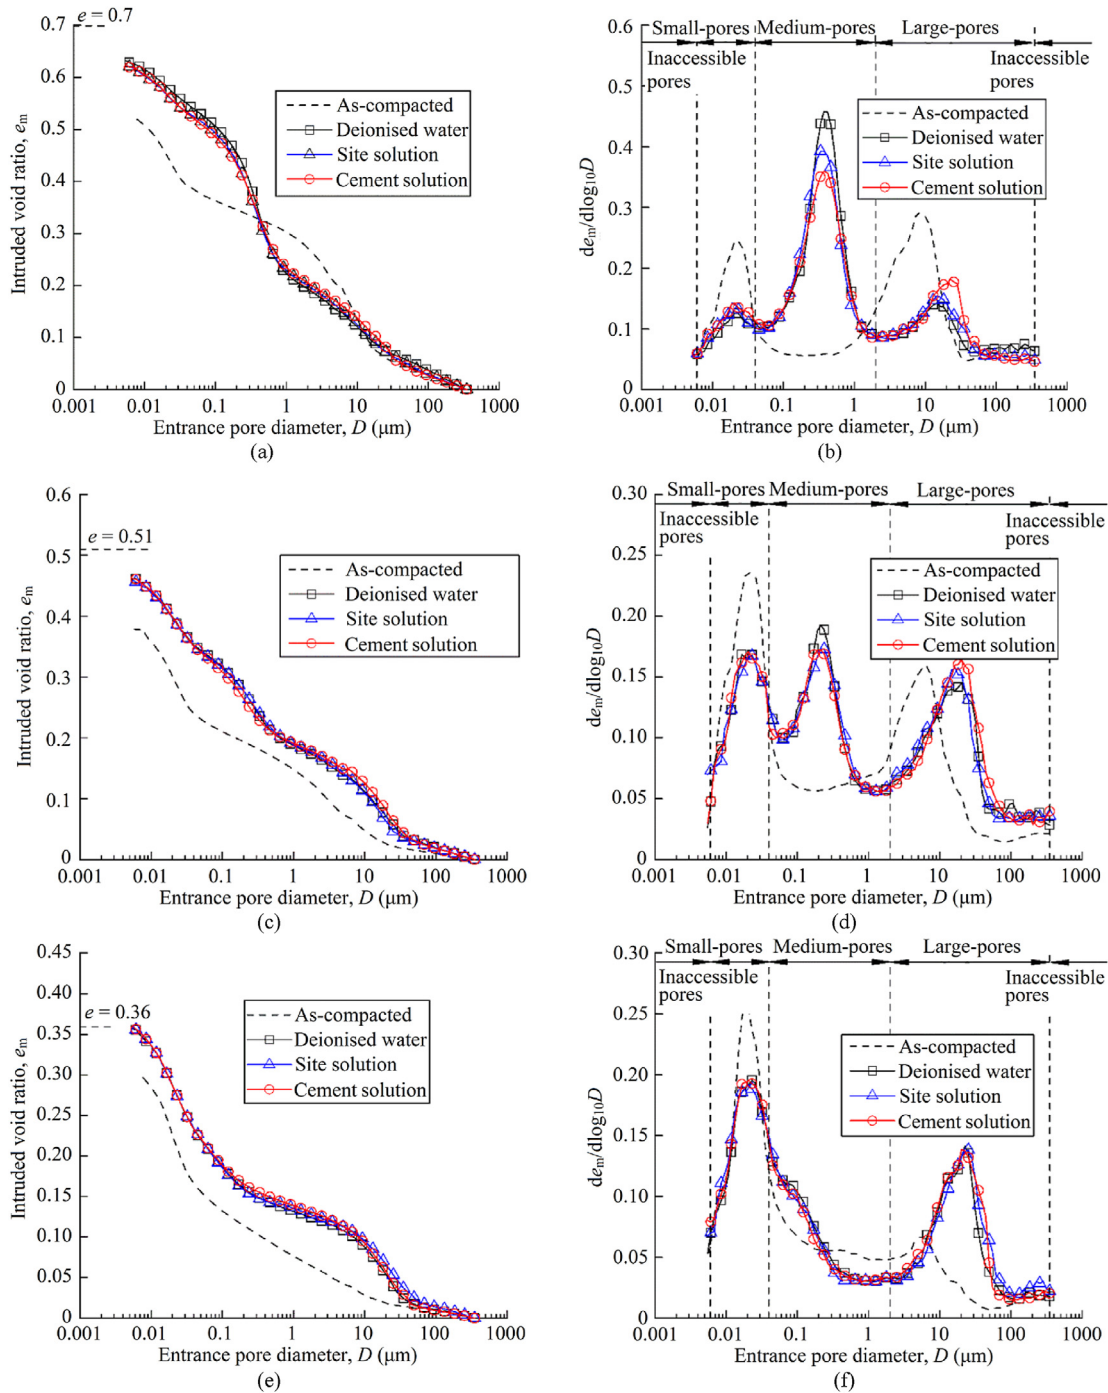 e = 0.7
0.7
0.6
0.5
0.4
0.3
0.2
0.1
0
Intruded void ratio, eₘ
As-compacted
Deionised water
Site solution
Cement solution
0.001 0.01 0.1 1 10 100 1000
Entrance pore diameter, D (μm)
(a)
Small-pores Medium-pores Large-pores
Inaccessible pores
Inaccessible pores
0.6
0.5
0.4
0.3
0.2
0.1
0
deₘ/dlog₁₀D
As-compacted
Deionised water
Site solution
Cement solution
0.001 0.01 0.1 1 10 100 1000
Entrance pore diameter, D (μm)
(b)
0.6
e = 0.51
0.5
0.4
0.3
0.2
0.1
0
Intruded void ratio, eₘ
As-compacted
Deionised water
Site solution
Cement solution
0.001 0.01 0.1 1 10 100 1000
Entrance pore diameter, D (μm)
(c)
Small-pores Medium-pores Large-pores
Inaccessible
pores
Inaccessible
pores
0.30
0.25
0.20
0.15
0.10
0.05
0
deₘ/dlog₁₀D
As-compacted
Deionised water
Site solution
Cement solution
0.001 0.01 0.1 1 10 100 1000
Entrance pore diameter, D (μm)
(d)
0.45
0.40
e = 0.36
0.35
0.30
0.25
0.20
0.15
0.10
0.05
0
Intruded void ratio, eₘ
As-compacted
Deionised water
Site solution
Cement solution
0.001 0.01 0.1 1 10 100 1000
Entrance pore diameter, D (μm)
(e)
Small-pores Medium-pores Large-pores
Inaccessible
pores
Inaccessible
pores
0.30
0.25
0.20
0.15
0.10
0.05
0
deₘ/dlog₁₀D
As-compacted
Deionised water
Site solution
Cement solution
0.001 0.01 0.1 1 10 100 1000
Entrance pore diameter, D (μm)
(f)